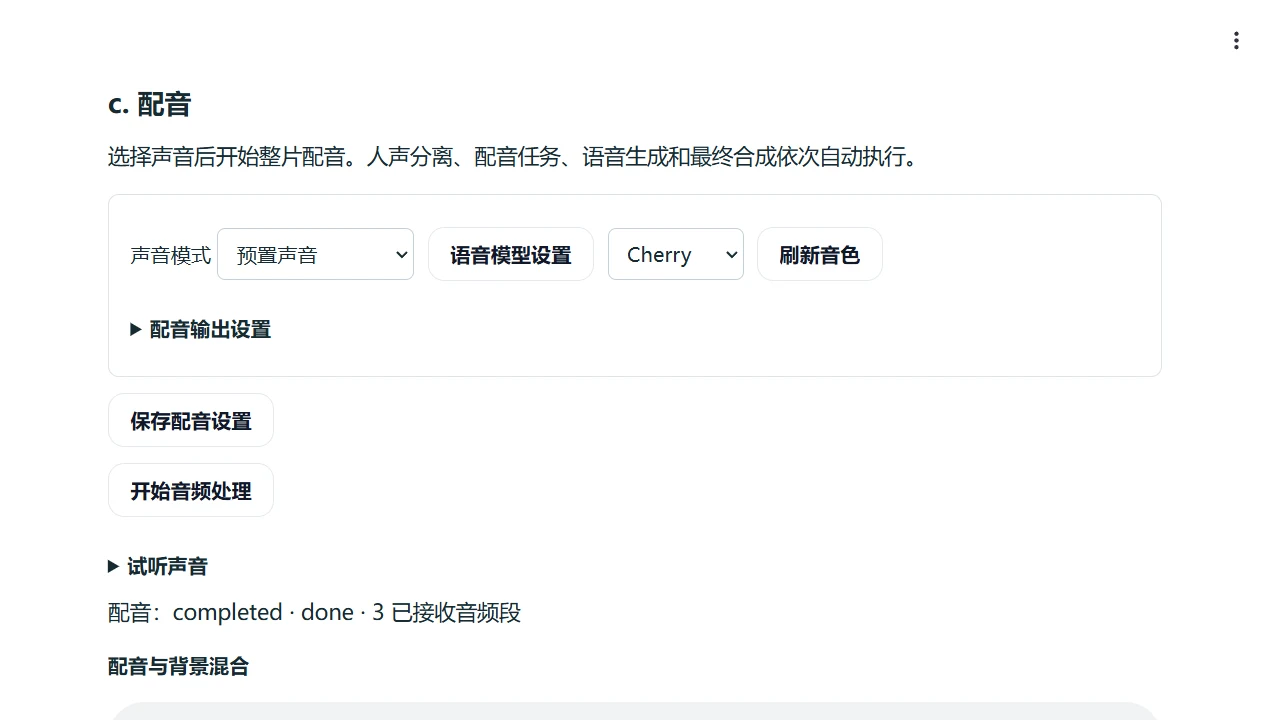 c. 配音
选择声音后开始整片配音。人声分离、配音任务、语音生成和最终合成依次自动执行。
声音模式 预置声音 语音模型设置 Cherry 刷新音色
配音输出设置
保存配音设置
开始音频处理
试听声音
配音：completed · done · 3 已接收音频段
配音与背景混合